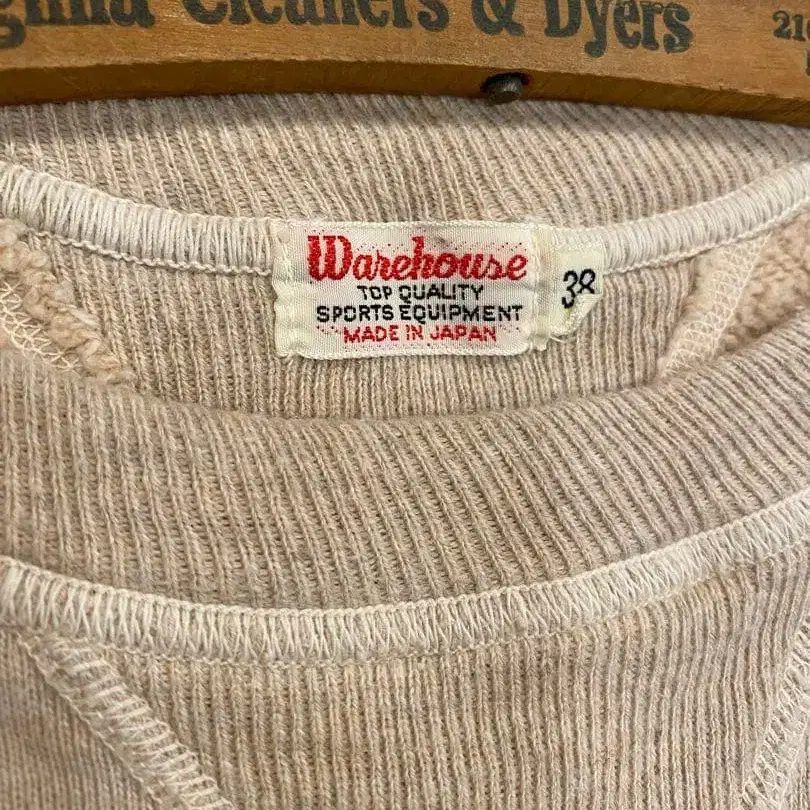 Cleaners & Dyers
Warehouse
TOP QUALITY
SPORTS EQUIPMENT
MADE IN JAPAN
38